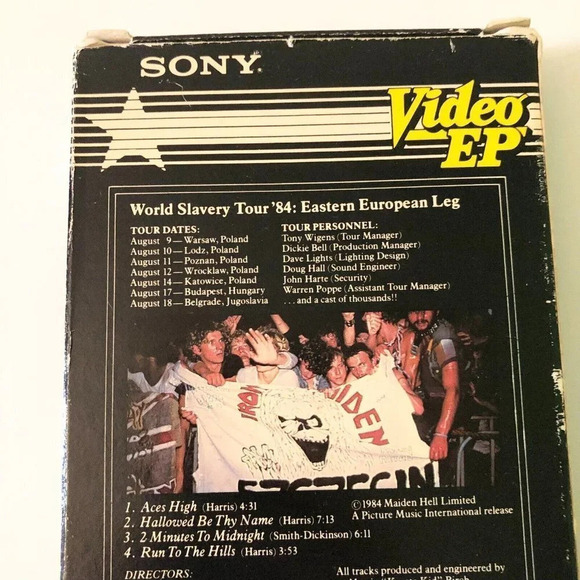 SONY
Video
EP
World Slavery Tour '84: Eastern European Leg
TOUR DATES:
August 9 — Warsaw, Poland
August 10 — Lodz, Poland
August 11 — Poznan, Poland
August 12 — Wrocklaw, Poland
August 14 — Katowice, Poland
August 17 — Budapest, Hungary
August 18 — Belgrade, Jugoslavia
TOUR PERSONNEL:
Tony Wigens (Tour Manager)
Dickie Bell (Production Manager)
Dave Lights (Lighting Design)
Doug Hall (Sound Engineer)
John Harte (Security)
Warren Poppe (Assistant Tour Manager)
. . . and a cast of thousands!!
IRON MAIDEN
SZCZECIN
1. Aces High (Harris) 4:31
2. Hallowed Be Thy Name (Harris) 7:13
3. 2 Minutes To Midnight (Smith-Dickinson) 6:11
4. Run To The Hills (Harris) 3:53
©1984 Maiden Hell Limited
A Picture Music International release
DIRECTORS:
All tracks produced and engineered by